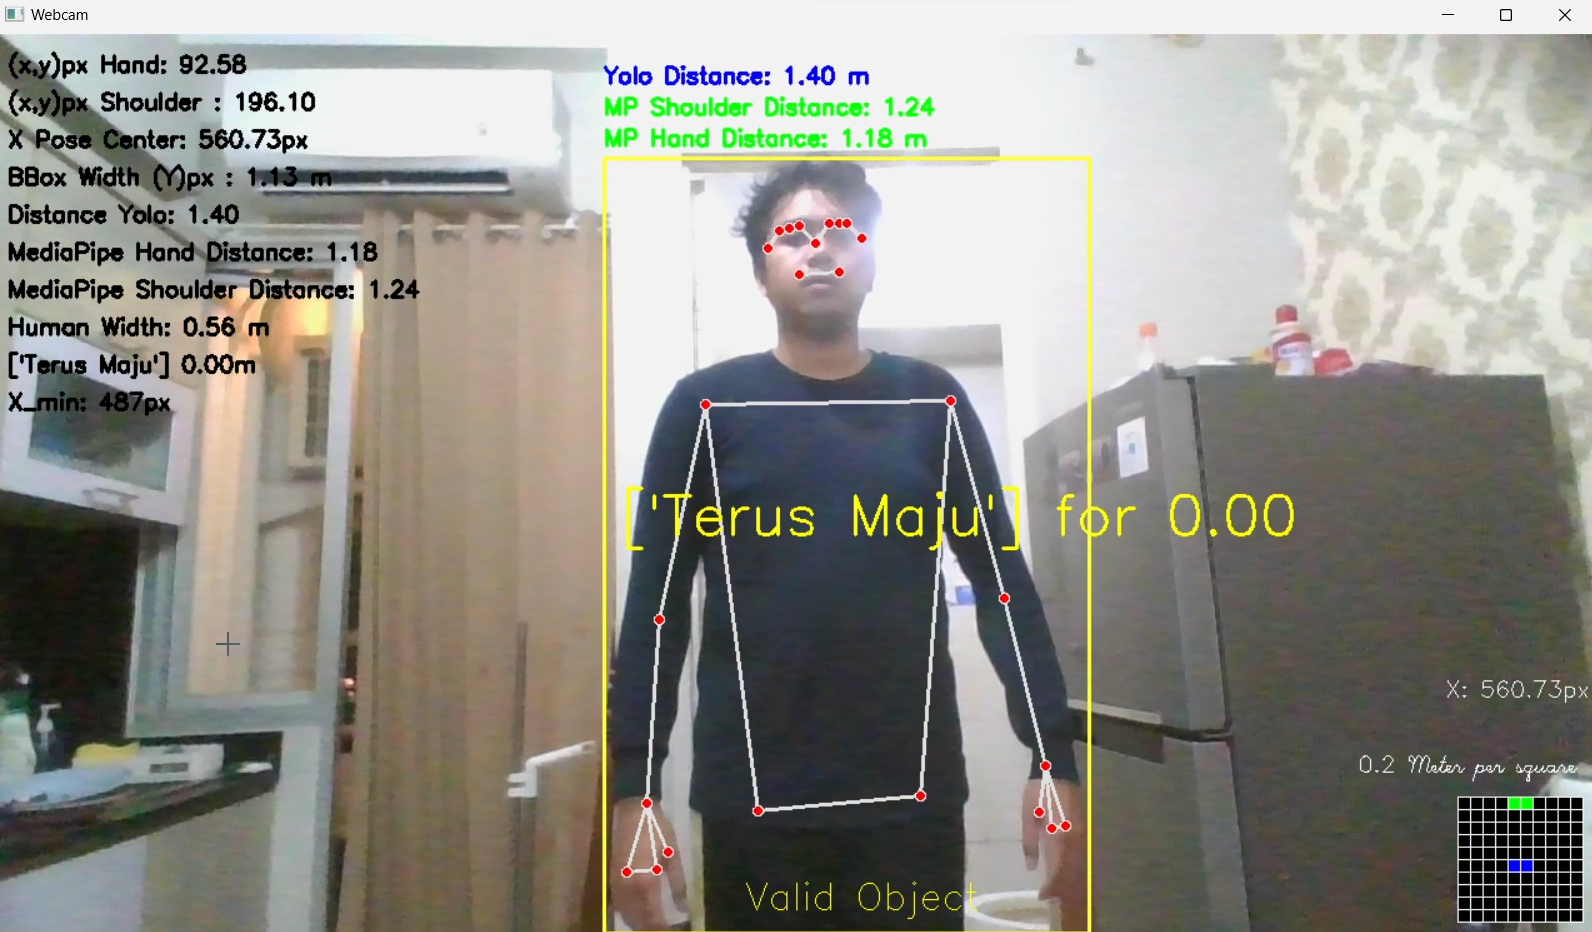 Webcam
(x,y)px Hand: 92.58
(x,y)px Shoulder : 196.10
X Pose Center: 560.73px
BBox Width (Y)px : 1.13 m
Distance Yolo: 1.40
MediaPipe Hand Distance: 1.18
MediaPipe Shoulder Distance: 1.24
Human Width: 0.56 m
['Terus Maju'] 0.00m
X_min: 487px
Yolo Distance: 1.40 m
MP Shoulder Distance: 1.24
MP Hand Distance: 1.18 m
['Terus Maju'] for 0.00
X: 560.73px
0.2 Meter per square
Valid Object